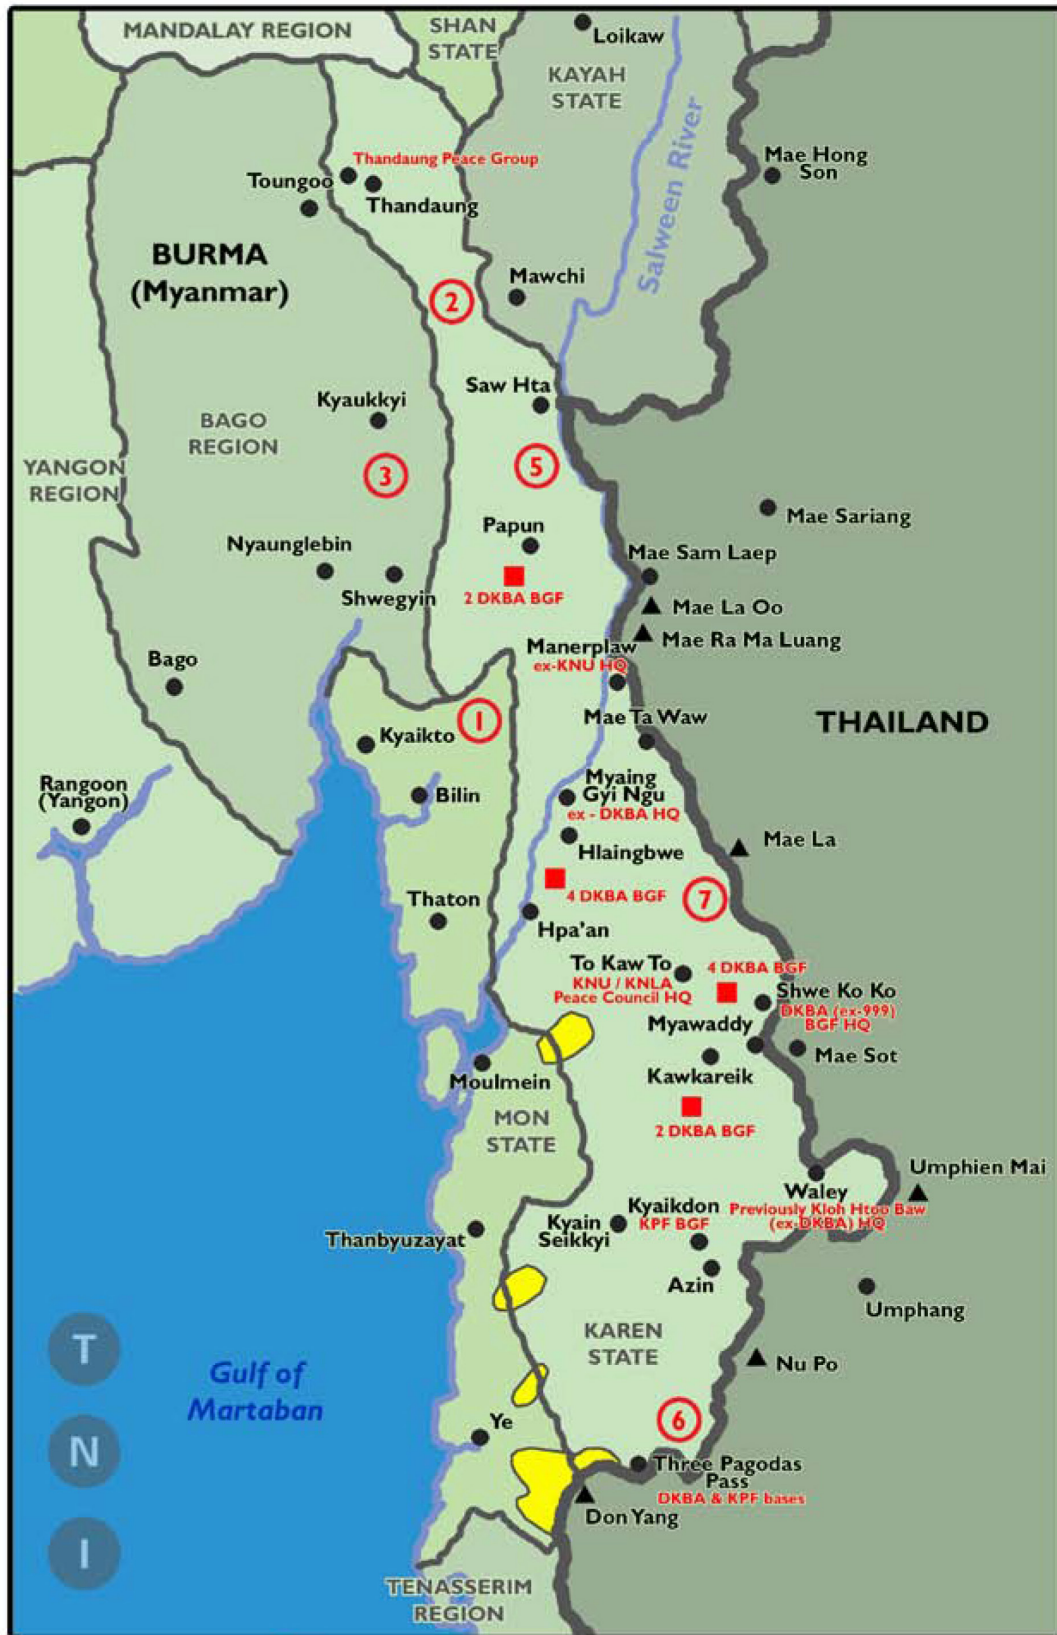 MANDALAY REGION
SHAN
STATE
Loikaw
KAYAH
STATE
Salween River
Mae Hong
Son
Thandaung Peace Group
Toungoo
Thandaung
BURMA
(Myanmar)
Mawchi
2
Saw Hta
Kyaukkyi
BAGO
REGION
YANGON
REGION
3
5
Mae Sariang
Papun
Nyaunglebin
Mae Sam Laep
Shwegyin
2 DKBA BGF
Mae La Oo
Mae Ra Ma Luang
Manerplaw
ex-KNU HQ
Bago
1
Mae Ta Waw
THAILAND
Kyaikto
Rangoon
(Yangon)
Bilin
Myaing
Gyi Ngu
ex - DKBA HQ
Mae La
Hlaingbwe
4 DKBA BGF
7
Thaton
Hpa'an
To Kaw To
KNU / KNLA
Peace Council HQ
4 DKBA BGF
Shwe Ko Ko
DKBA (ex-999)
BGF HQ
Myawaddy
Mae Sot
Kawkareik
Moulmein
MON
STATE
2 DKBA BGF
Umphien Mai
Waley
Previously Kloh Htoo Baw
(ex-DKBA) HQ
Kyaikdon
KPF BGF
Kyain
Seikkyi
Thanbyuzayat
Azin
Umphang
KAREN
STATE
Nu Po
T
N
I
Gulf of
Martaban
Ye
6
Three Pagodas
Pass
DKBA & KPF bases
Don Yang
TENASSERIM
REGION